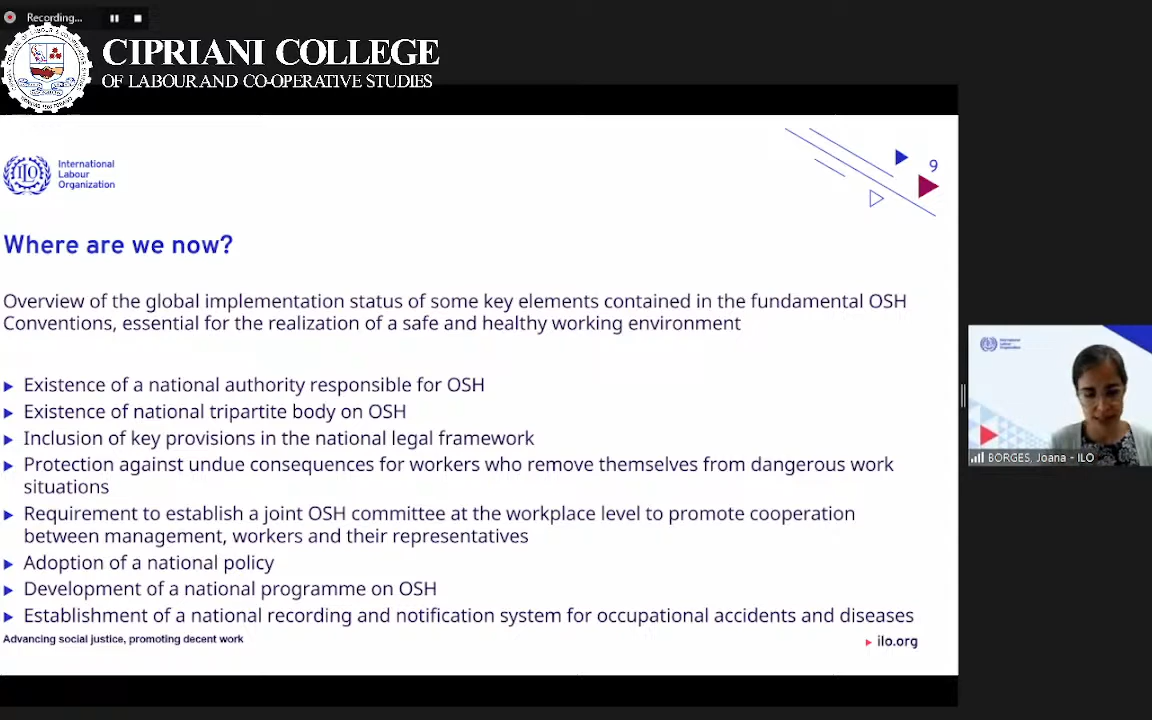 Recording...
CIPRIANI COLLEGE
OF LABOUR AND CO-OPERATIVE STUDIES
International
Labour
Organization
9
Where are we now?
Overview of the global implementation status of some key elements contained in the fundamental OSH
Conventions, essential for the realization of a safe and healthy working environment
Existence of a national authority responsible for OSH
Existence of national tripartite body on OSH
Inclusion of key provisions in the national legal framework
Protection against undue consequences for workers who remove themselves from dangerous work
situations
Requirement to establish a joint OSH committee at the workplace level to promote cooperation
between management, workers and their representatives
Adoption of a national policy
Development of a national programme on OSH
Establishment of a national recording and notification system for occupational accidents and diseases
Advancing social justice, promoting decent work
ilo.org
BORGES, Joana - ILO